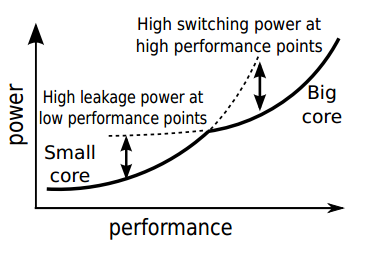 High switching power at
high performance points
High leakage power at
low performance points
Big
core
Small
core
power
performance